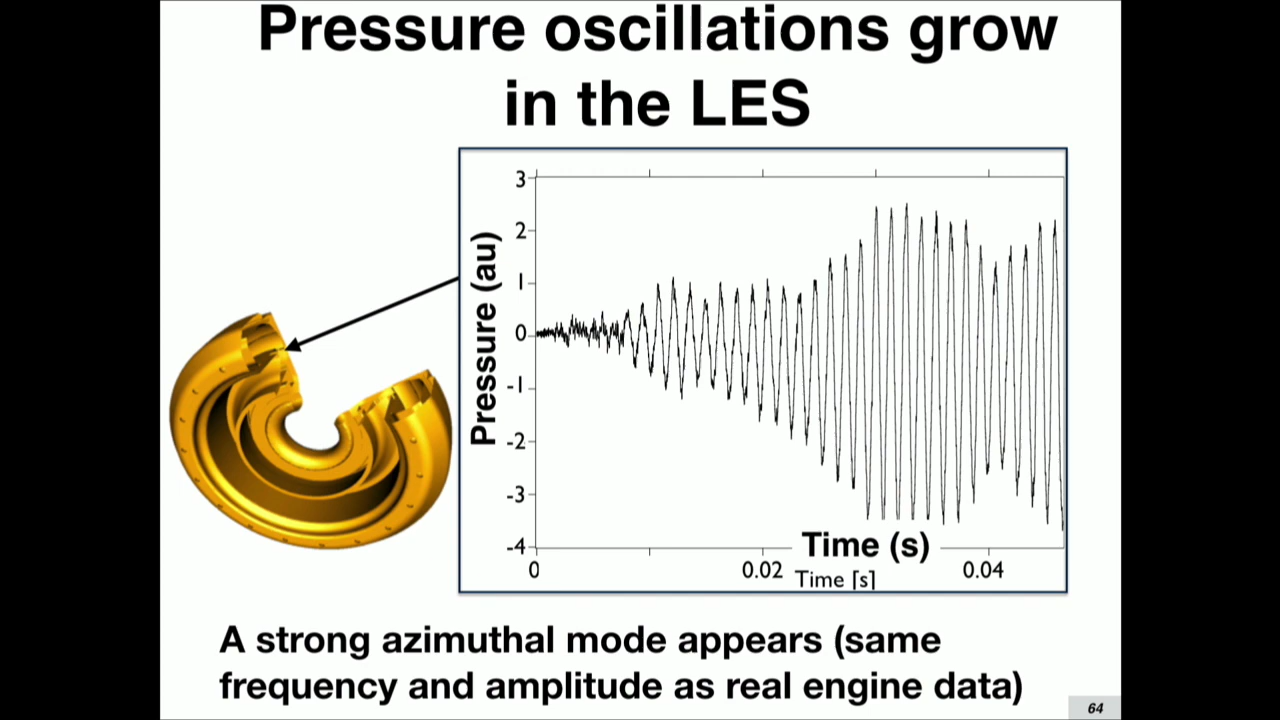 Pressure oscillations grow
in the LES
3
2
1
0
-1
-2
-3
-4
Pressure (au)
0
0.02
0.04
Time (s)
Time [s]
A strong azimuthal mode appears (same
frequency and amplitude as real engine data)
64